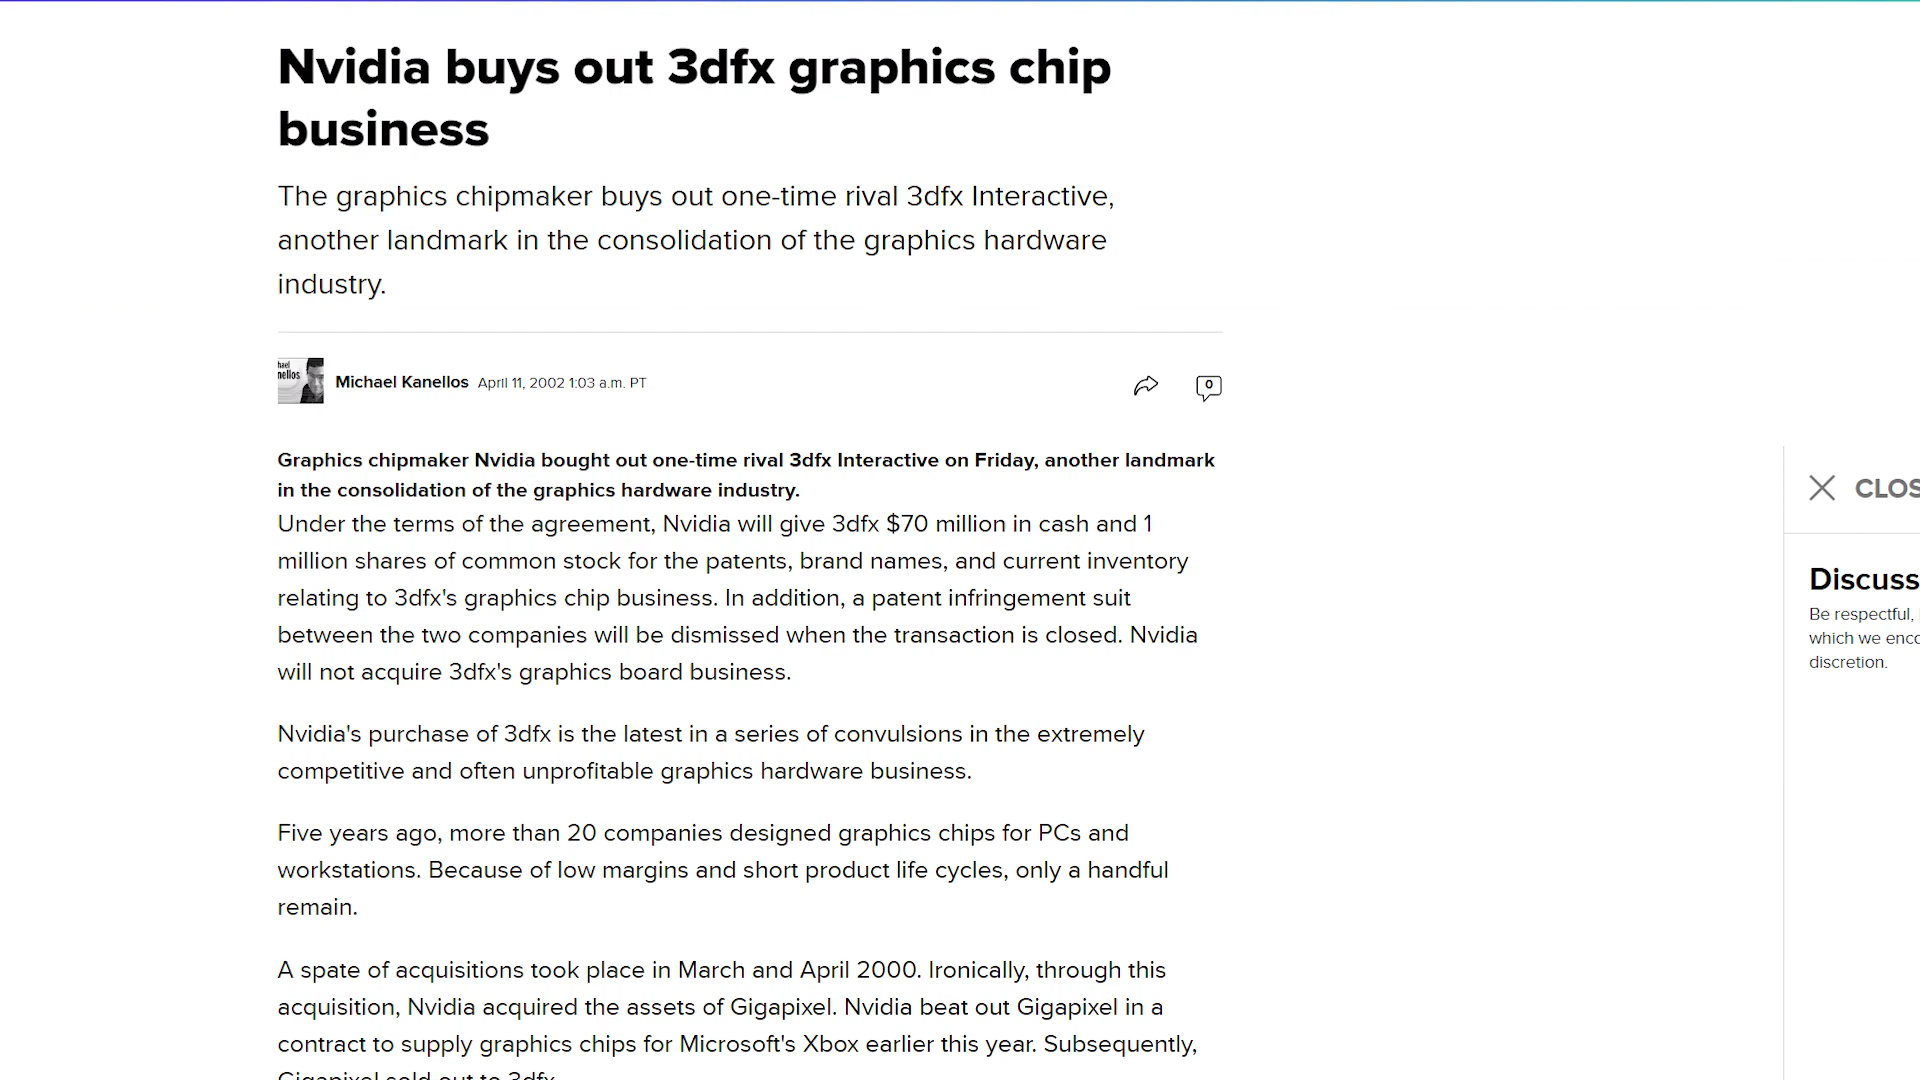 Nvidia buys out 3dfx graphics chip
business
The graphics chipmaker buys out one-time rival 3dfx Interactive,
another landmark in the consolidation of the graphics hardware
industry.
Michael Kanellos April 11, 2002 1:03 a.m. PT
0
Graphics chipmaker Nvidia bought out one-time rival 3dfx Interactive on Friday, another landmark
in the consolidation of the graphics hardware industry.
Under the terms of the agreement, Nvidia will give 3dfx $70 million in cash and 1
million shares of common stock for the patents, brand names, and current inventory
relating to 3dfx's graphics chip business. In addition, a patent infringement suit
between the two companies will be dismissed when the transaction is closed. Nvidia
will not acquire 3dfx's graphics board business.
Nvidia's purchase of 3dfx is the latest in a series of convulsions in the extremely
competitive and often unprofitable graphics hardware business.
Five years ago, more than 20 companies designed graphics chips for PCs and
workstations. Because of low margins and short product life cycles, only a handful
remain.
A spate of acquisitions took place in March and April 2000. Ironically, through this
acquisition, Nvidia acquired the assets of Gigapixel. Nvidia beat out Gigapixel in a
contract to supply graphics chips for Microsoft's Xbox earlier this year. Subsequently,
Gigapixel sold out to 3dfx.
CLOS
Discuss
Be respectful,
which we enco
discretion.